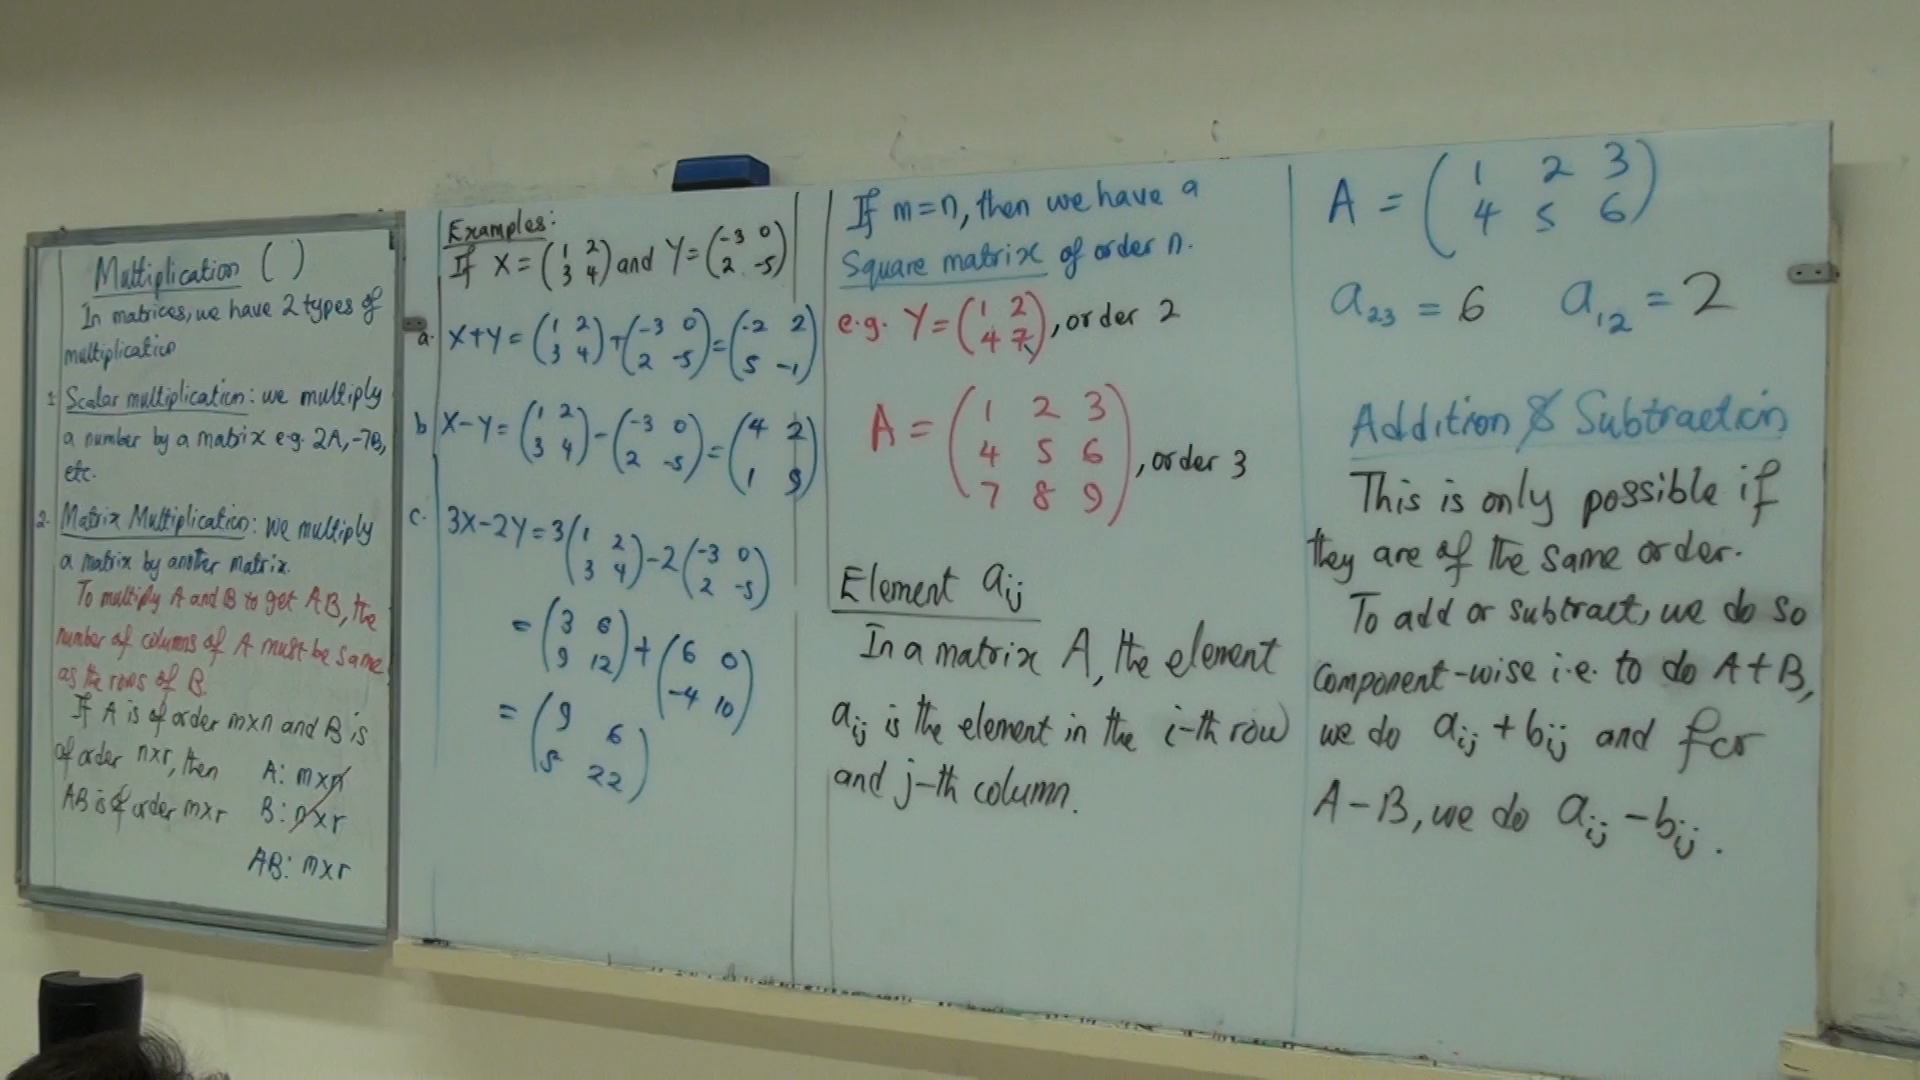 Multiplication ( )
In matrices, we have 2 types of
multiplication
1. Scalar multiplication: we multiply
a number by a matrix e.g. 2A, -7B,
etc.
2. Matrix Multiplication: we multiply
a matrix by another matrix.
To multiply A and B to get AB, the
number of columns of A must be same
as the rows of B.
If A is of order m×n and B is
of order n×r, then A: m×n
AB is of order m×r B: n×r
AB: m×r
Examples:
If X = (1 2
3 4) and Y = (-3 0
2 -5)
a. X+Y = (1 2
3 4) + (-3 0
2 -5) = (-2 2
5 -1)
b X-Y = (1 2
3 4) - (-3 0
2 -5) = (4 2
1 9)
c. 3X-2Y = 3(1 2
3 4) - 2(-3 0
2 -5)
= (3 6
9 12) + (6 0
-4 10)
= (9 6
5 22)
If m=n, then we have a
Square matrix of order n.
e.g. Y = (1 2
4 7), order 2
A = (1 2 3
4 5 6
7 8 9), order 3
Element aij
In a matrix A, the element
aij is the element in the i-th row
and j-th column.
A = (1 2 3
4 5 6)
a23 = 6 a12 = 2
Addition & Subtraction
This is only possible if
they are of the same order.
To add or subtract, we do so
component-wise i.e. to do A+B,
we do aij + bij and for
A-B, we do aij - bij.